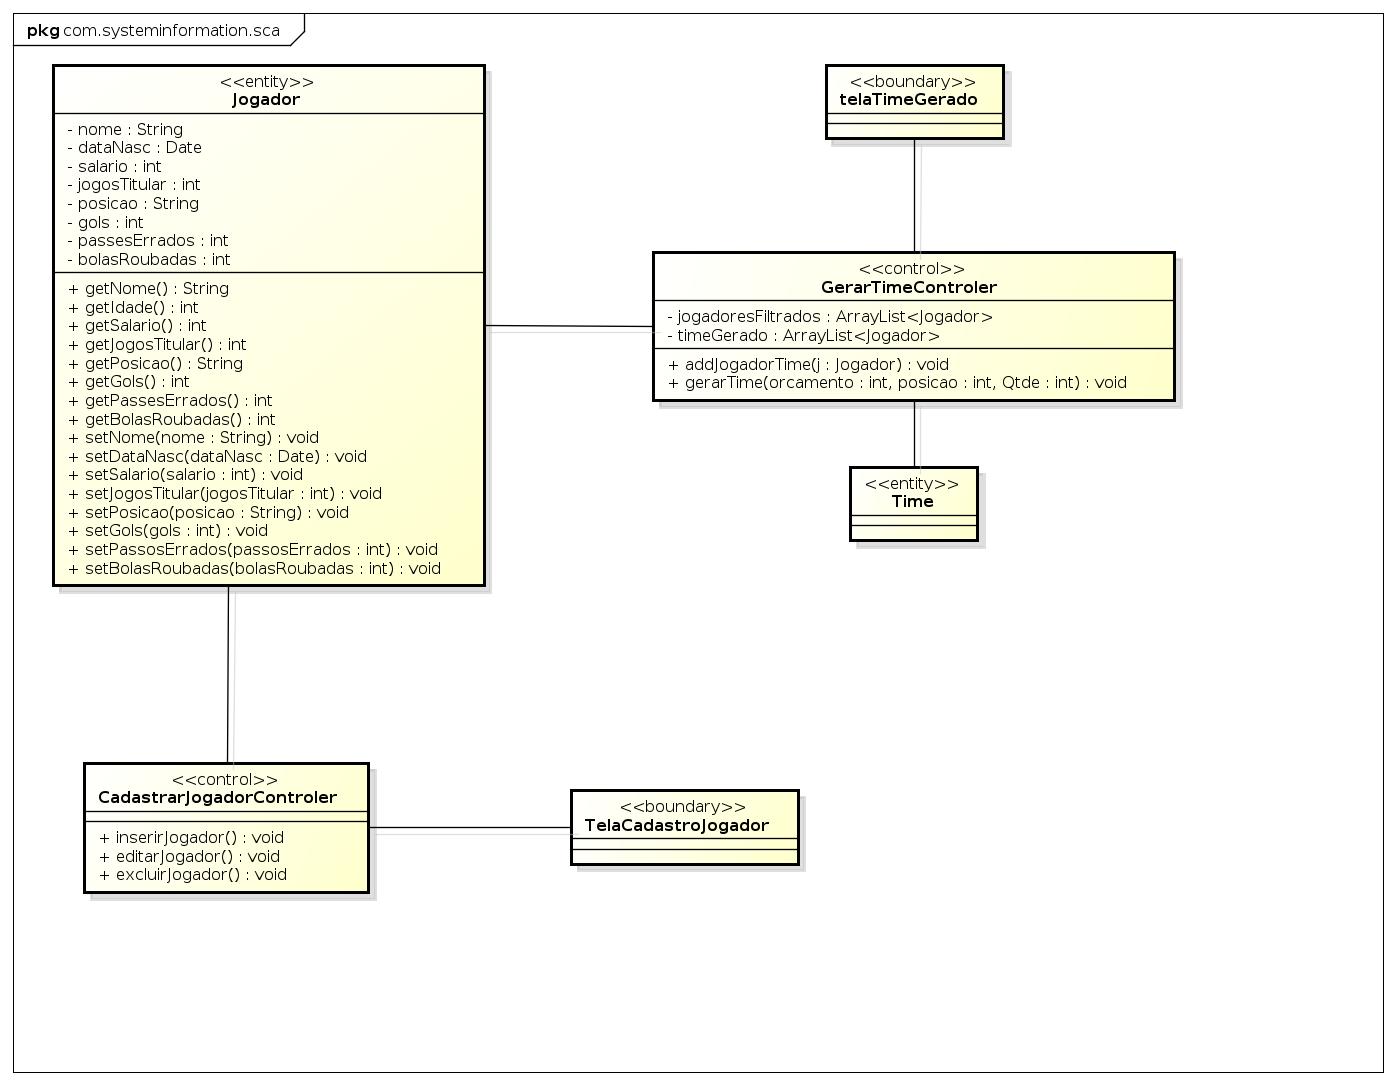 pkg com.systeminformation.sca
<<entity>>
Jogador
- nome : String
- dataNasc : Date
- salario : int
- jogosTitular : int
- posicao : String
- gols : int
- passesErrados : int
- bolasRoubadas : int
+ getNome() : String
+ getIdade() : int
+ getSalario() : int
+ getJogosTitular() : int
+ getPosicao() : String
+ getGols() : int
+ getPassesErrados() : int
+ getBolasRoubadas() : int
+ setNome(nome : String) : void
+ setDataNasc(dataNasc : Date) : void
+ setSalario(salario : int) : void
+ setJogosTitular(jogosTitular : int) : void
+ setPosicao(posicao : String) : void
+ setGols(gols : int) : void
+ setPassosErrados(passosErrados : int) : void
+ setBolasRoubadas(bolasRoubadas : int) : void
<<boundary>>
telaTimeGerado
<<control>>
GerarTimeControler
- jogadoresFiltrados : ArrayList<Jogador>
- timeGerado : ArrayList<Jogador>
+ addJogadorTime(j : Jogador) : void
+ gerarTime(orcamento : int, posicao : int, Qtde : int) : void
<<entity>>
Time
<<control>>
CadastrarJogadorControler
+ inserirJogador() : void
+ editarJogador() : void
+ excluirJogador() : void
<<boundary>>
TelaCadastroJogador